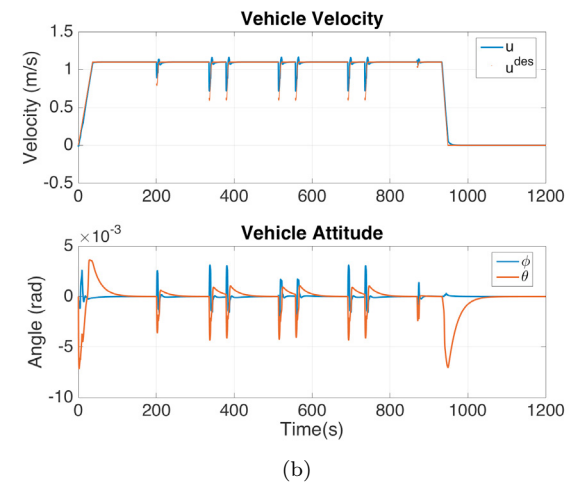 Vehicle Velocity
1.5
1
0.5
0
-0.5
Velocity (m/s)
u
u^des
0 200 400 600 800 1000 1200
Vehicle Attitude
×10^-3
5
0
-5
-10
Angle (rad)
ϕ
θ
0 200 400 600 800 1000 1200
Time(s)
(b)